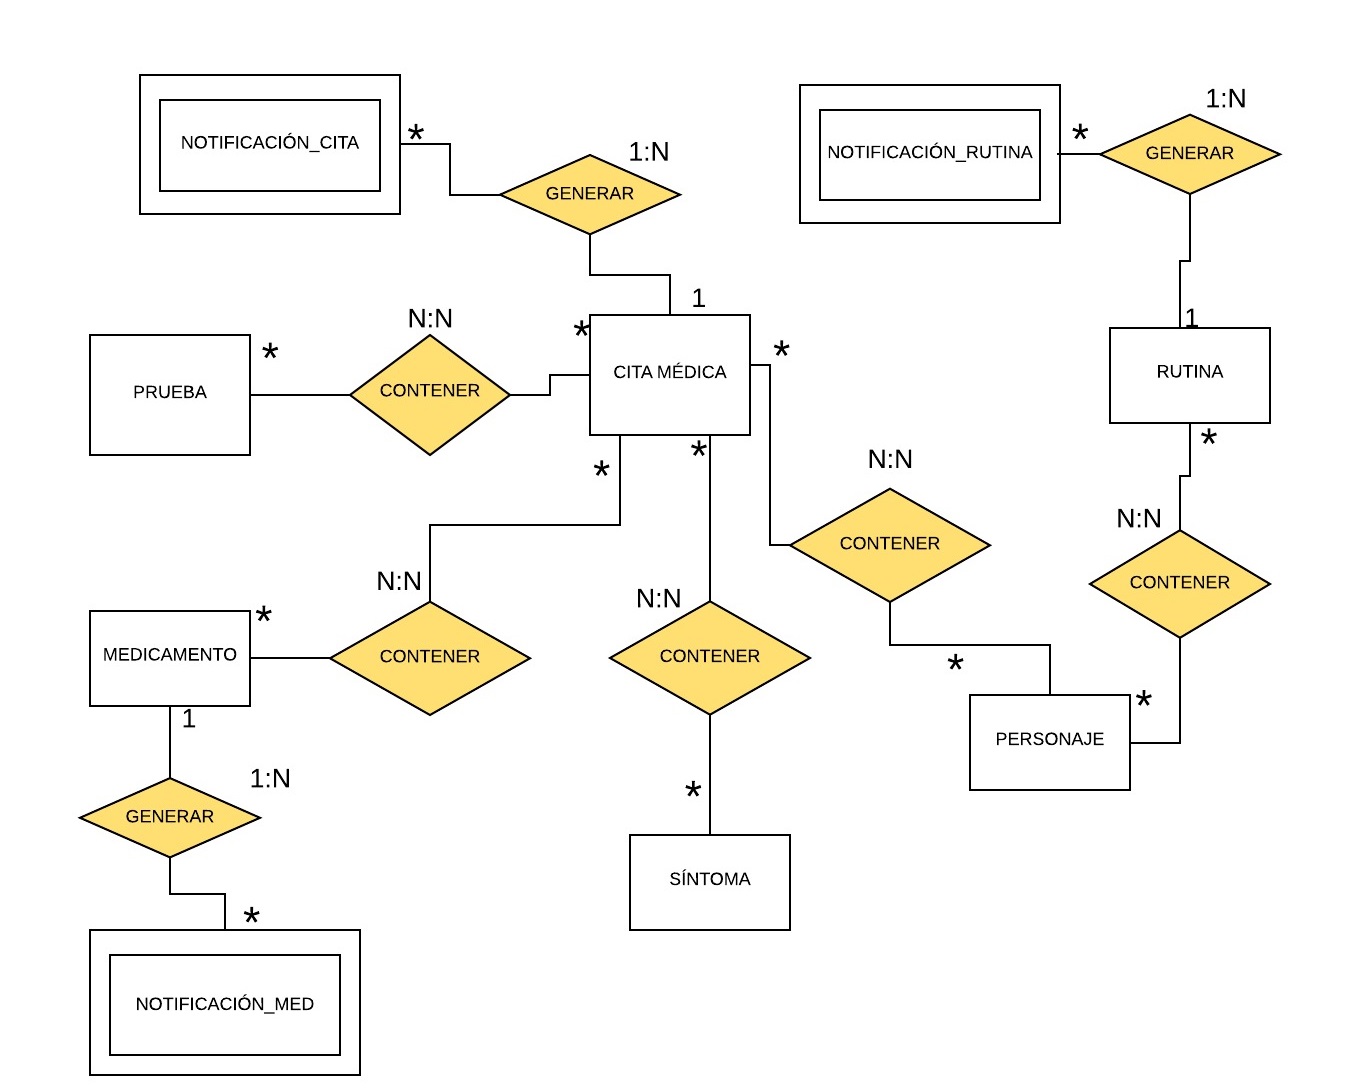 1:N
NOTIFICACIÓN_CITA
*
1:N
GENERAR
NOTIFICACIÓN_RUTINA
*
GENERAR
1
N:N
*
*
PRUEBA
CONTENER
CITA MÉDICA
*
1
RUTINA
*
*
*
N:N
CONTENER
N:N
CONTENER
N:N
*
MEDICAMENTO
CONTENER
N:N
CONTENER
*
*
PERSONAJE
1
1:N
GENERAR
*
SÍNTOMA
*
NOTIFICACIÓN_MED